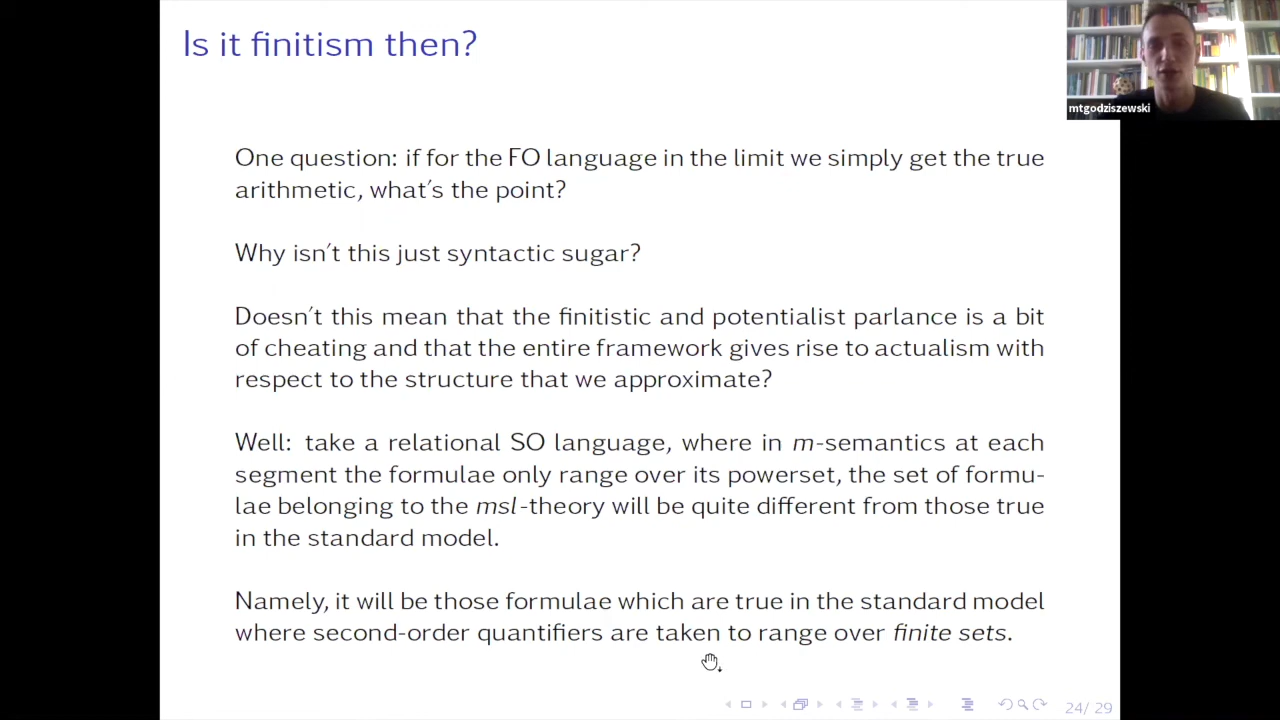 Is it finitism then?
mtgodziszewski
One question: if for the FO language in the limit we simply get the true
arithmetic, what's the point?
Why isn't this just syntactic sugar?
Doesn't this mean that the finitistic and potentialist parlance is a bit
of cheating and that the entire framework gives rise to actualism with
respect to the structure that we approximate?
Well: take a relational SO language, where in m-semantics at each
segment the formulae only range over its powerset, the set of formu-
lae belonging to the msl-theory will be quite different from those true
in the standard model.
Namely, it will be those formulae which are true in the standard model
where second-order quantifiers are taken to range over finite sets.
24/ 29